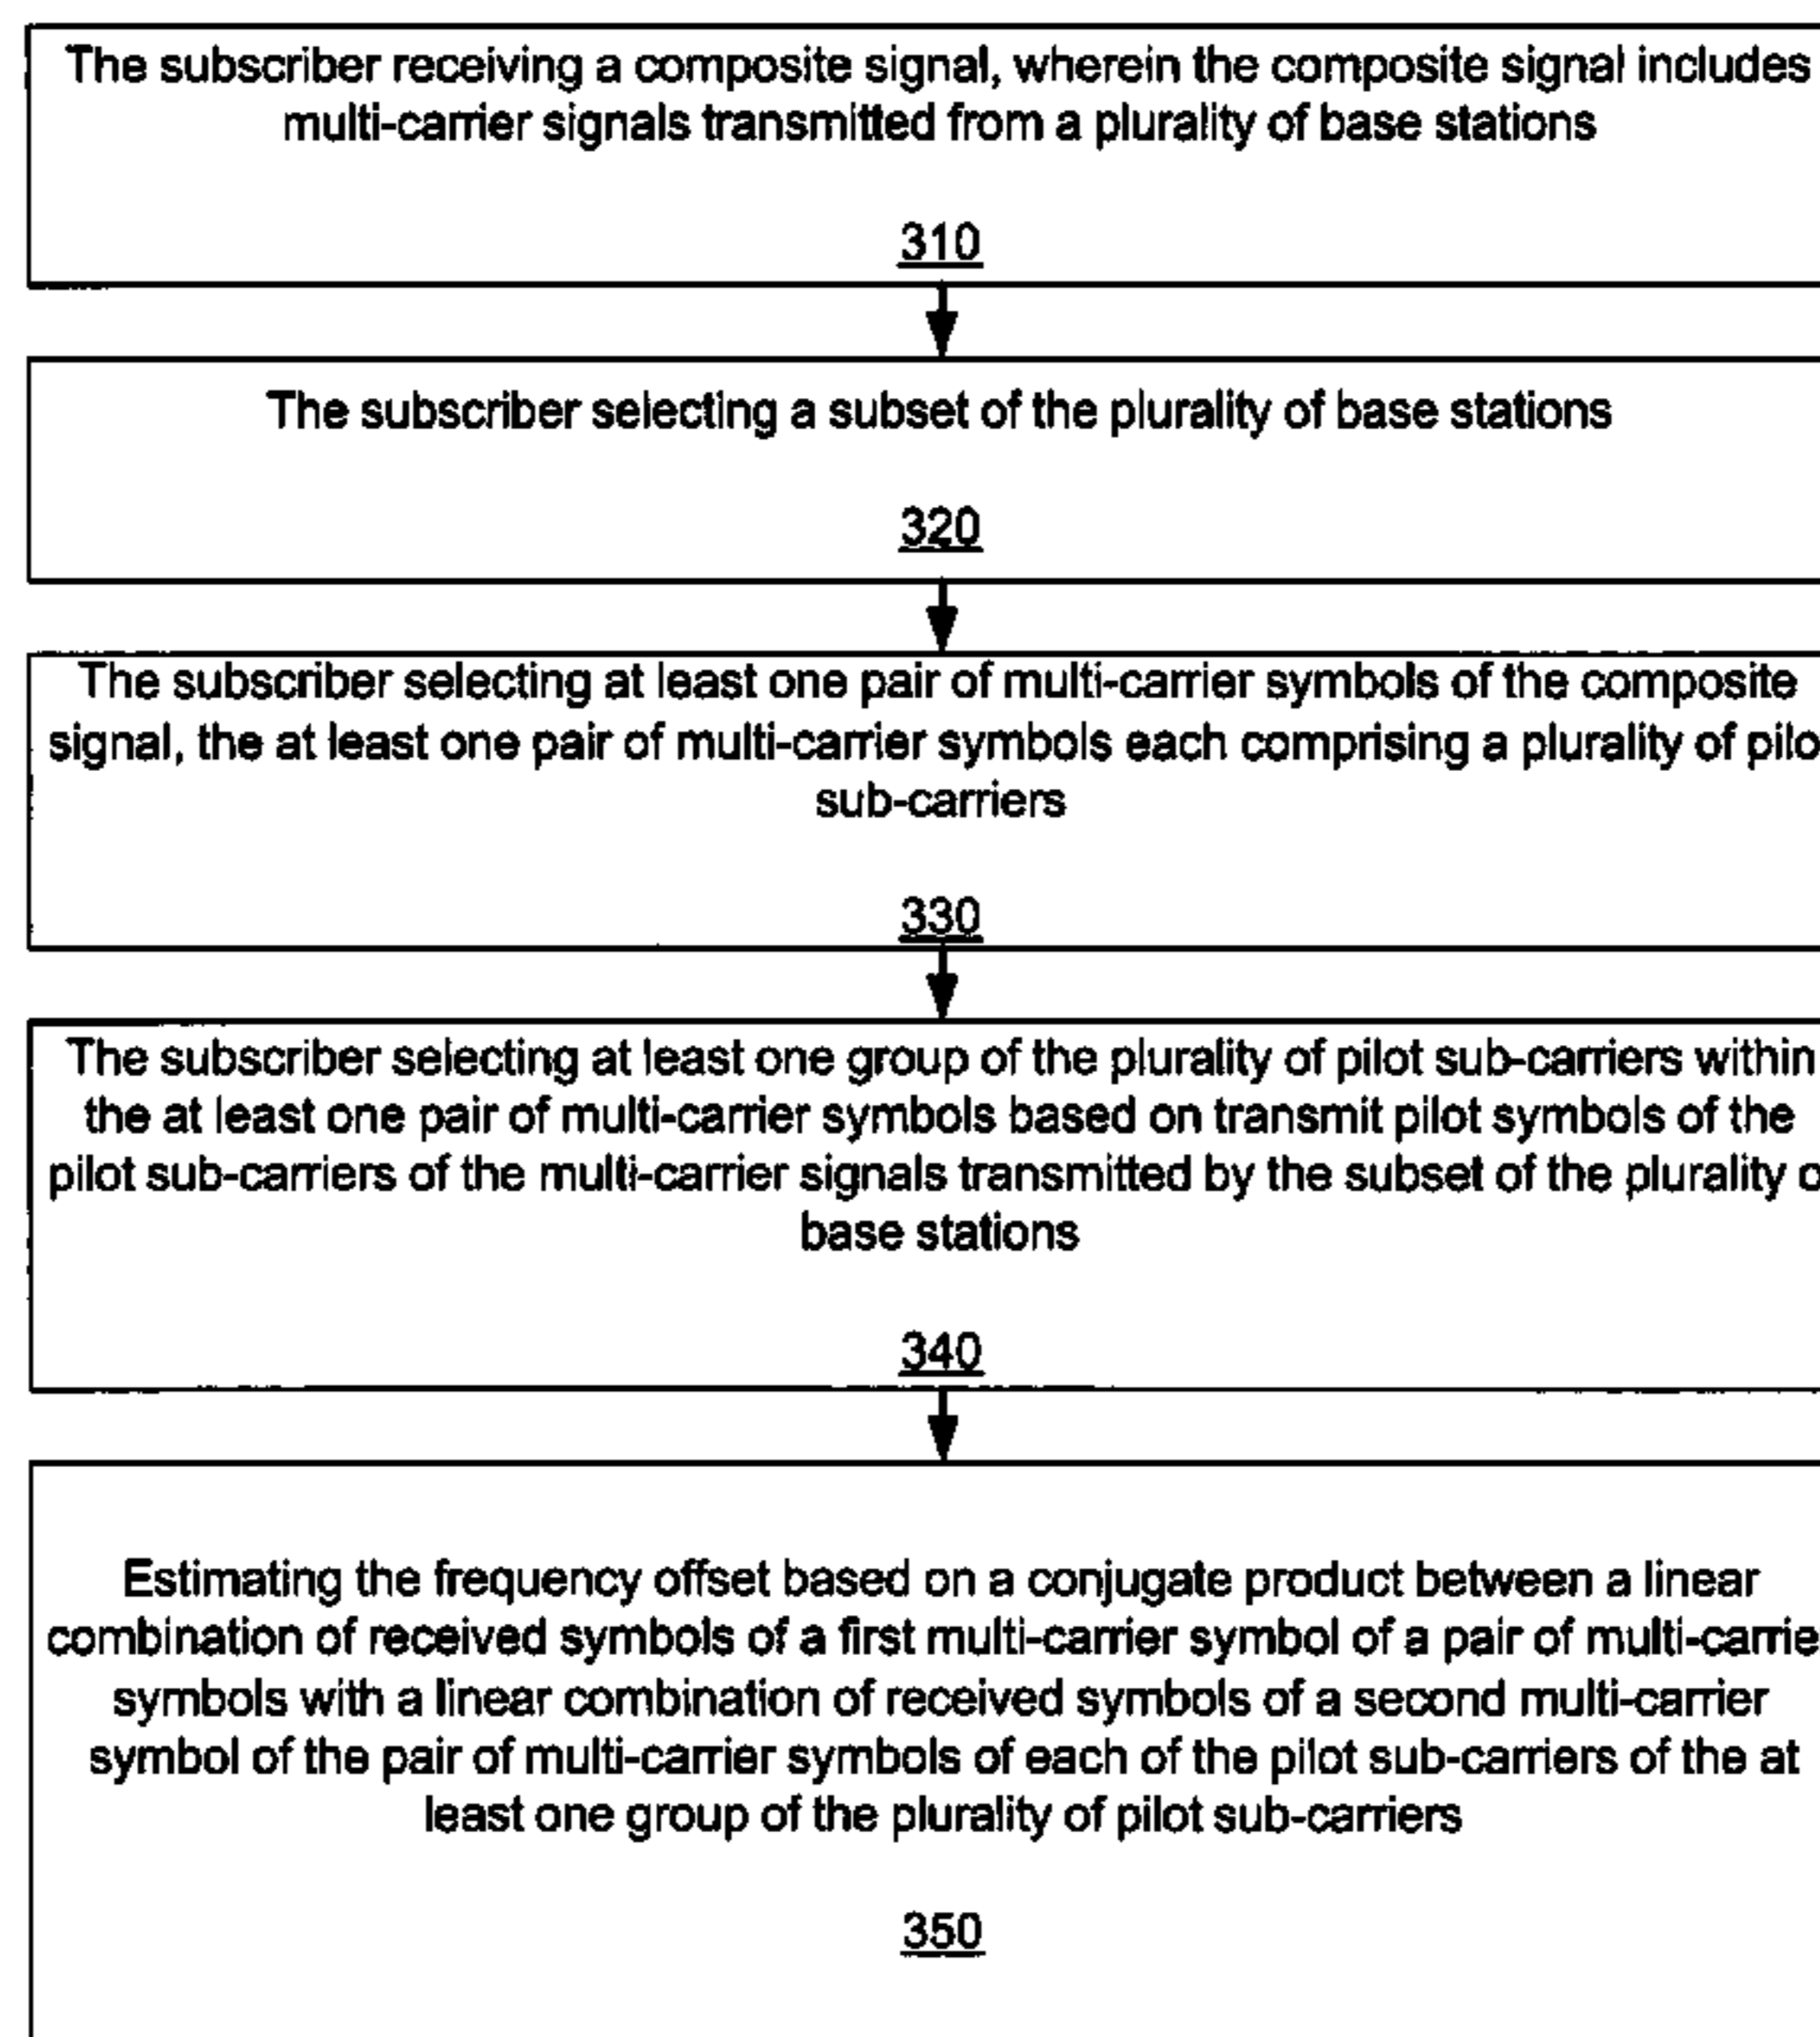 The subscriber receiving a composite signal, wherein the composite signal includes
multi-carrier signals transmitted from a plurality of base stations
310
The subscriber selecting a subset of the plurality of base stations
320
The subscriber selecting at least one pair of multi-carrier symbols of the composite
signal, the at least one pair of multi-carrier symbols each comprising a plurality of pilo
sub-carriers
330
The subscriber selecting at least one group of the plurality of pilot sub-carriers within
the at least one pair of multi-carrier symbols based on transmit pilot symbols of the
pilot sub-carriers of the multi-carrier signals transmitted by the subset of the plurality o
base stations
340
Estimating the frequency offset based on a conjugate product between a linear
combination of received symbols of a first multi-carrier symbol of a pair of multi-carrie
symbols with a linear combination of received symbols of a second multi-carrier
symbol of the pair of multi-carrier symbols of each of the pilot sub-carriers of the at
least one group of the plurality of pilot sub-carriers
350